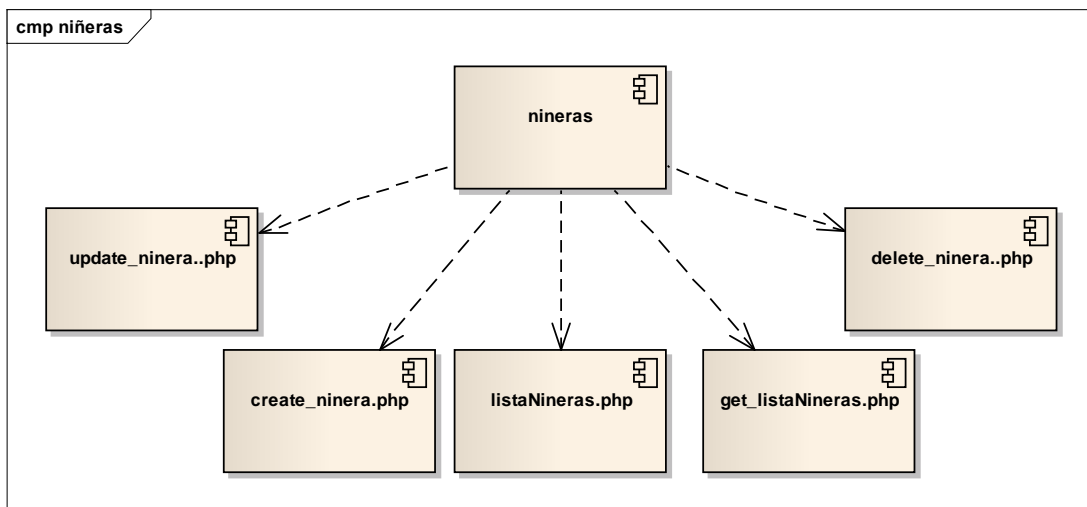 cmp niñeras
nineras
update_ninera..php
delete_ninera..php
create_ninera.php
listaNineras.php
get_listaNineras.php